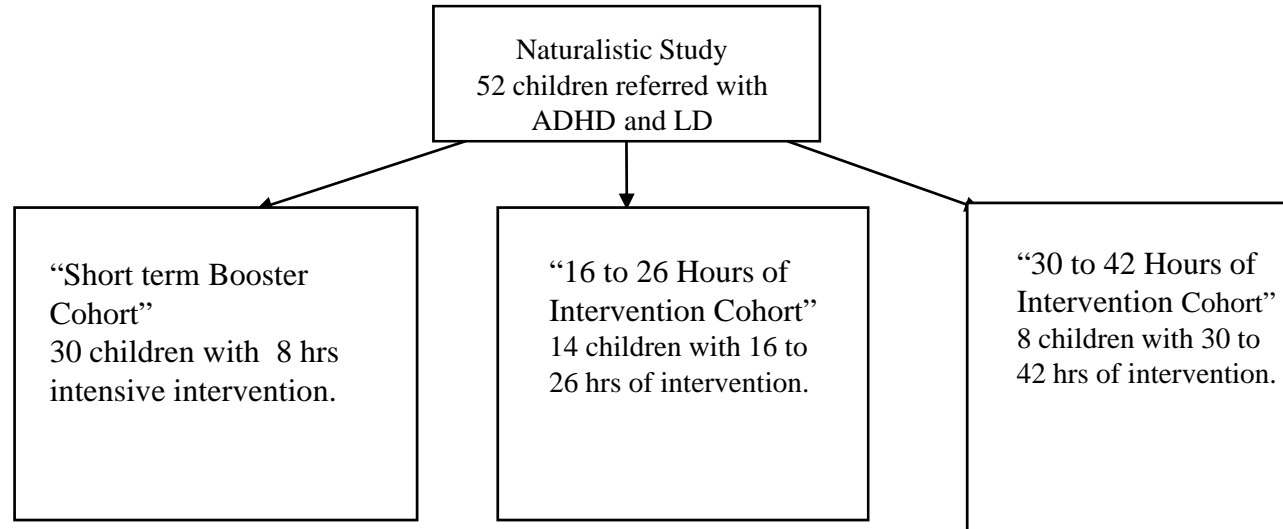 Naturalistic Study
52 children referred with
ADHD and LD
“Short term Booster
Cohort”
30 children with 8 hrs
intensive intervention.
“16 to 26 Hours of
Intervention Cohort”
14 children with 16 to
26 hrs of intervention.
“30 to 42 Hours of
Intervention Cohort”
8 children with 30 to
42 hrs of intervention.